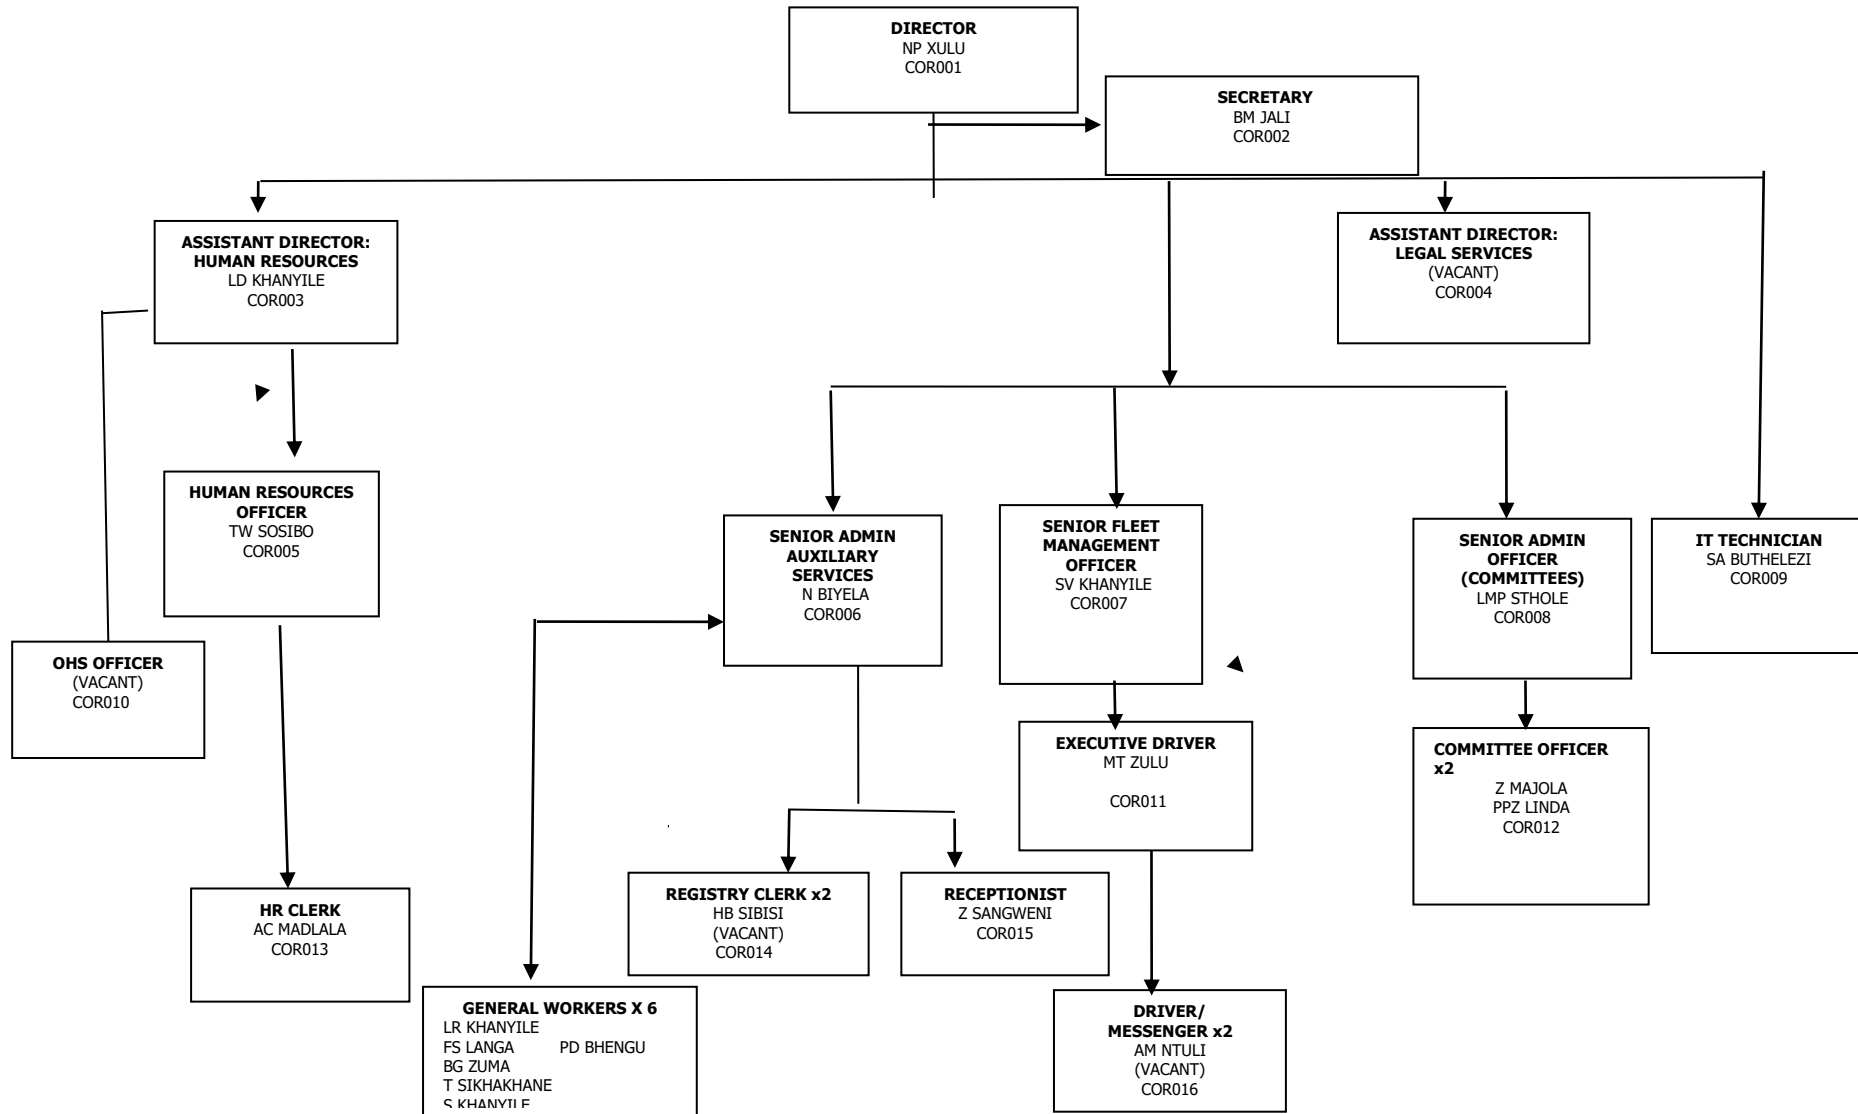 DIRECTOR
NP XULU
COR001
SECRETARY
BM JALI
COR002
ASSISTANT DIRECTOR:
HUMAN RESOURCES
LD KHANYILE
COR003
ASSISTANT DIRECTOR:
LEGAL SERVICES
(VACANT)
COR004
HUMAN RESOURCES
OFFICER
TW SOSIBO
COR005
SENIOR ADMIN
AUXILIARY
SERVICES
N BIYELA
COR006
SENIOR FLEET
MANAGEMENT
OFFICER
SV KHANYILE
COR007
SENIOR ADMIN
OFFICER
(COMMITTEES)
LMP STHOLE
COR008
IT TECHNICIAN
SA BUTHELEZI
COR009
OHS OFFICER
(VACANT)
COR010
EXECUTIVE DRIVER
MT ZULU
COR011
COMMITTEE OFFICER
x2
Z MAJOLA
PPZ LINDA
COR012
HR CLERK
AC MADLALA
COR013
REGISTRY CLERK x2
HB SIBISI
(VACANT)
COR014
RECEPTIONIST
Z SANGWENI
COR015
GENERAL WORKERS X 6
LR KHANYILE
FS LANGA PD BHENGU
BG ZUMA
T SIKHAKHANE
S KHANYILE
DRIVER/
MESSENGER x2
AM NTULI
(VACANT)
COR016